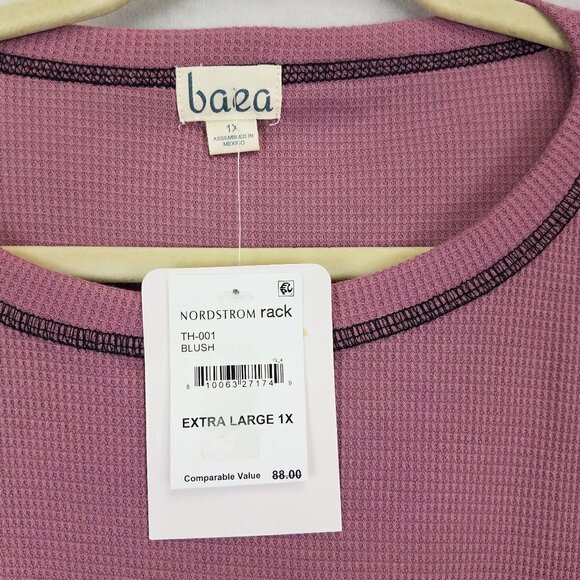 baea
1X
ASSEMBLED IN
MEXICO
NORDSTROM rack
TH-001
BLUSH
8 10063 27174 9
EXTRA LARGE 1X
Comparable Value 88.00